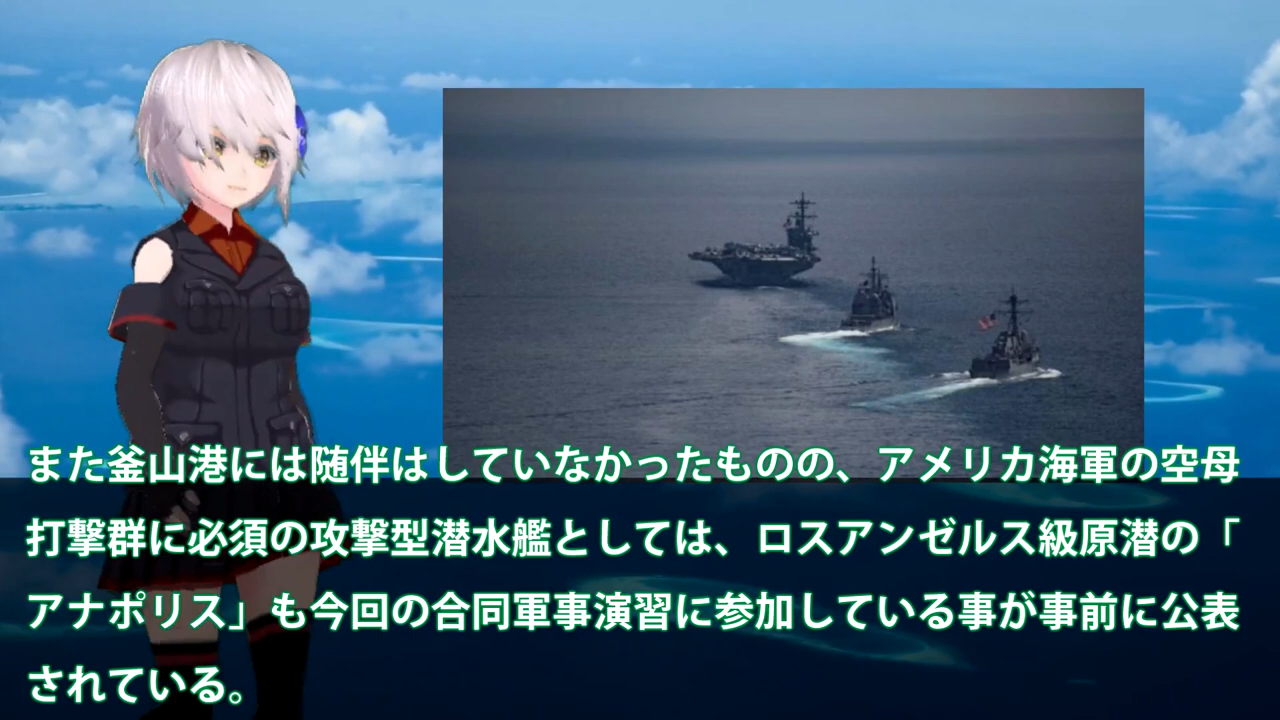 また釜山港には随伴はしていなかったものの、アメリカ海軍の空母
打撃群に必須の攻撃型潜水艦としては、ロスアンゼルス級原潜の「
アナポリス」も今回の合同軍事演習に参加している事が事前に公表
されている。